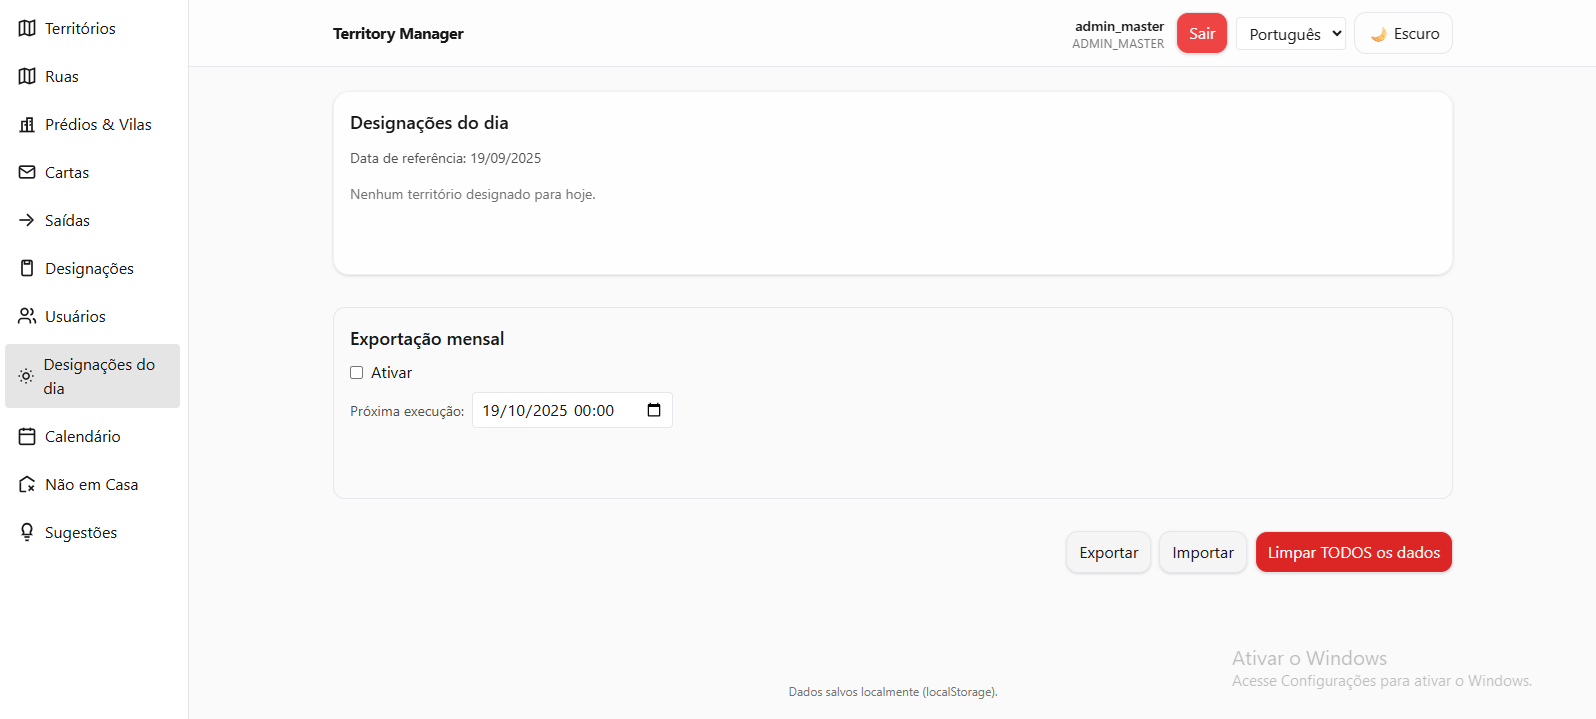 Territórios
Ruas
Prédios & Vilas
Cartas
Saídas
Designações
Usuários
Designações do
dia
Calendário
Não em Casa
Sugestões
Territory Manager
admin_master
ADMIN_MASTER
Sair
Português
🌙 Escuro
Designações do dia
Data de referência: 19/09/2025
Nenhum território designado para hoje.
Exportação mensal
Ativar
Próxima execução: 19/10/2025 00:00
Exportar
Importar
Limpar TODOS os dados
Ativar o Windows
Acesse Configurações para ativar o Windows.
Dados salvos localmente (localStorage).